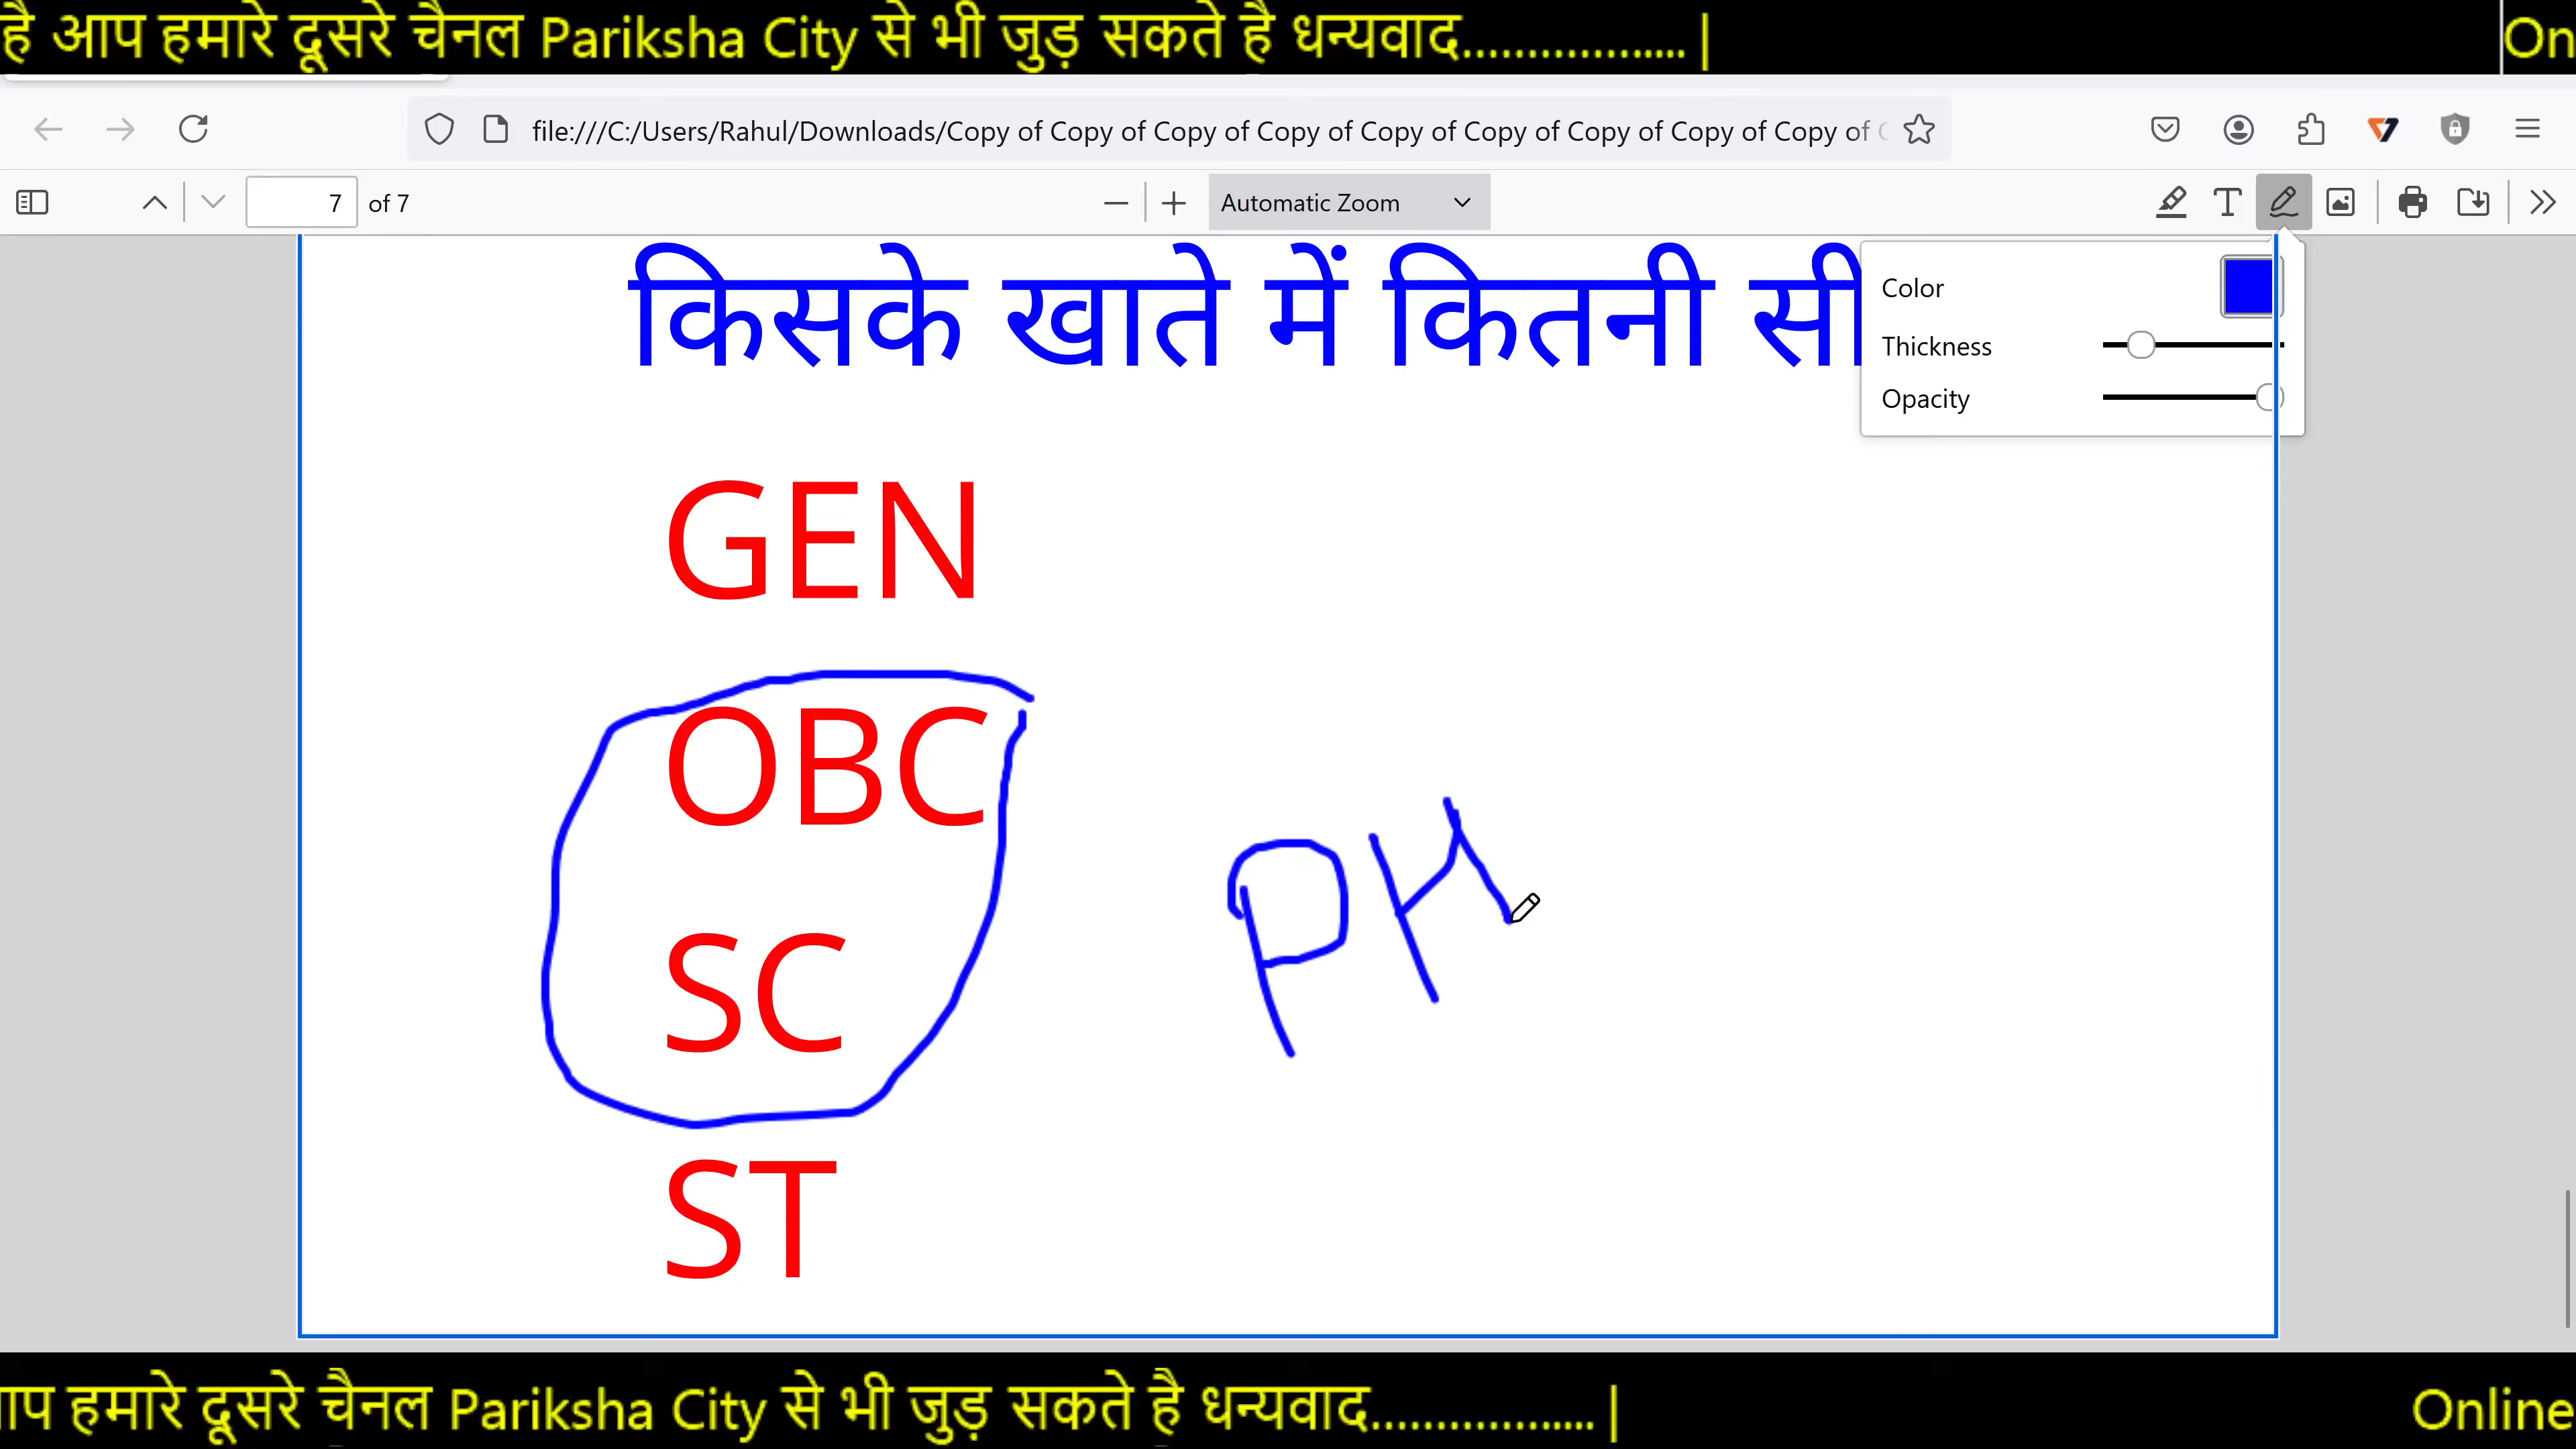 है आप हमारे दूसरे चैनल Pariksha City से भी जुड़ सकते है धन्यवाद..................... | On
file:///C:/Users/Rahul/Downloads/Copy of Copy of Copy of Copy of Copy of Copy of Copy of Copy of Copy of
7 of 7
Automatic Zoom
Color
Thickness
Opacity
किसके खाते में कितनी सी
GEN
OBC
SC
ST
PH
हमारे दूसरे चैनल Pariksha City से भी जुड़ सकते है धन्यवाद..................... | Online